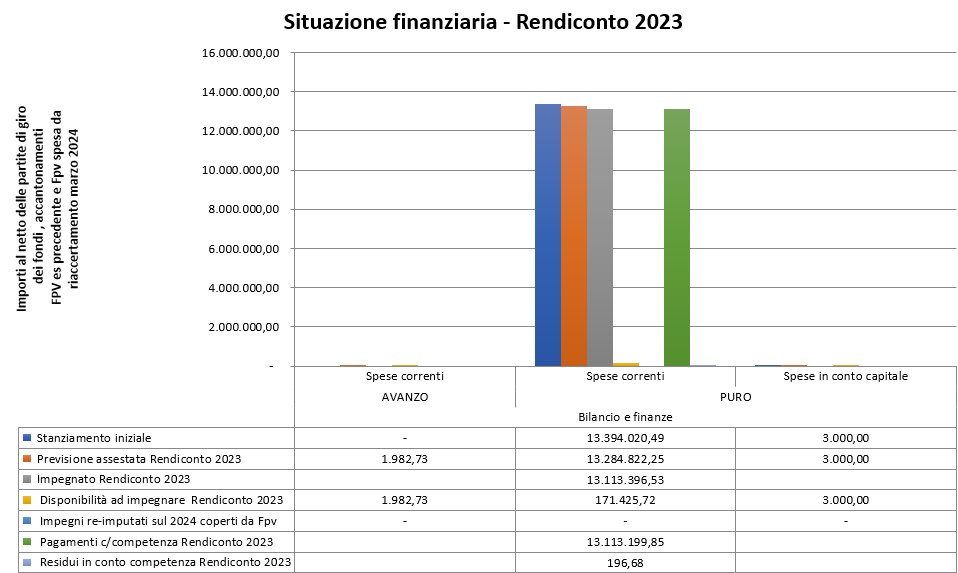 Situazione finanziaria - Rendiconto 2023
Importi al netto delle partite di giro
dei fondi , accantonamenti
FPV es precedente e Fpv spesa da
riaccertamento marzo 2024
16.000.000,00
14.000.000,00
12.000.000,00
10.000.000,00
8.000.000,00
6.000.000,00
4.000.000,00
2.000.000,00
-
Spese correnti Spese correnti Spese in conto capitale
AVANZO PURO
Bilancio e finanze
Stanziamento iniziale - 13.394.020,49 3.000,00
Previsione assestata Rendiconto 2023 1.982,73 13.284.822,25 3.000,00
Impegnato Rendiconto 2023 13.113.396,53
Disponibilità ad impegnare Rendiconto 2023 1.982,73 171.425,72 3.000,00
Impegni re-imputati sul 2024 coperti da Fpv - - -
Pagamenti c/competenza Rendiconto 2023 13.113.199,85
Residui in conto competenza Rendiconto 2023 196,68